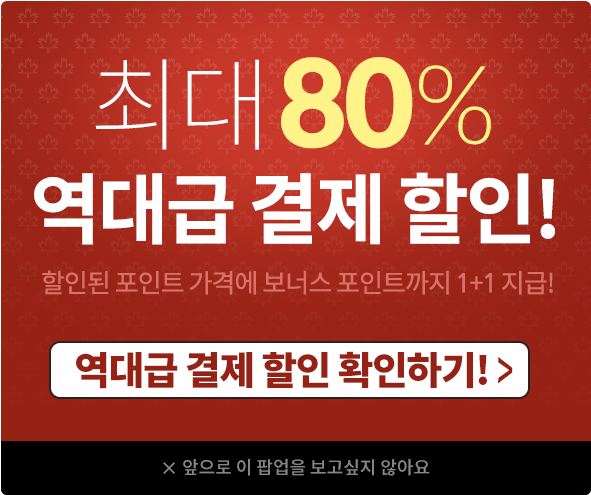 최대 80%
역대급 결제 할인!
할인된 포인트 가격에 보너스 포인트까지 1+1 지급!
역대급 결제 할인 확인하기! >
× 앞으로 이 팝업을 보고싶지 않아요